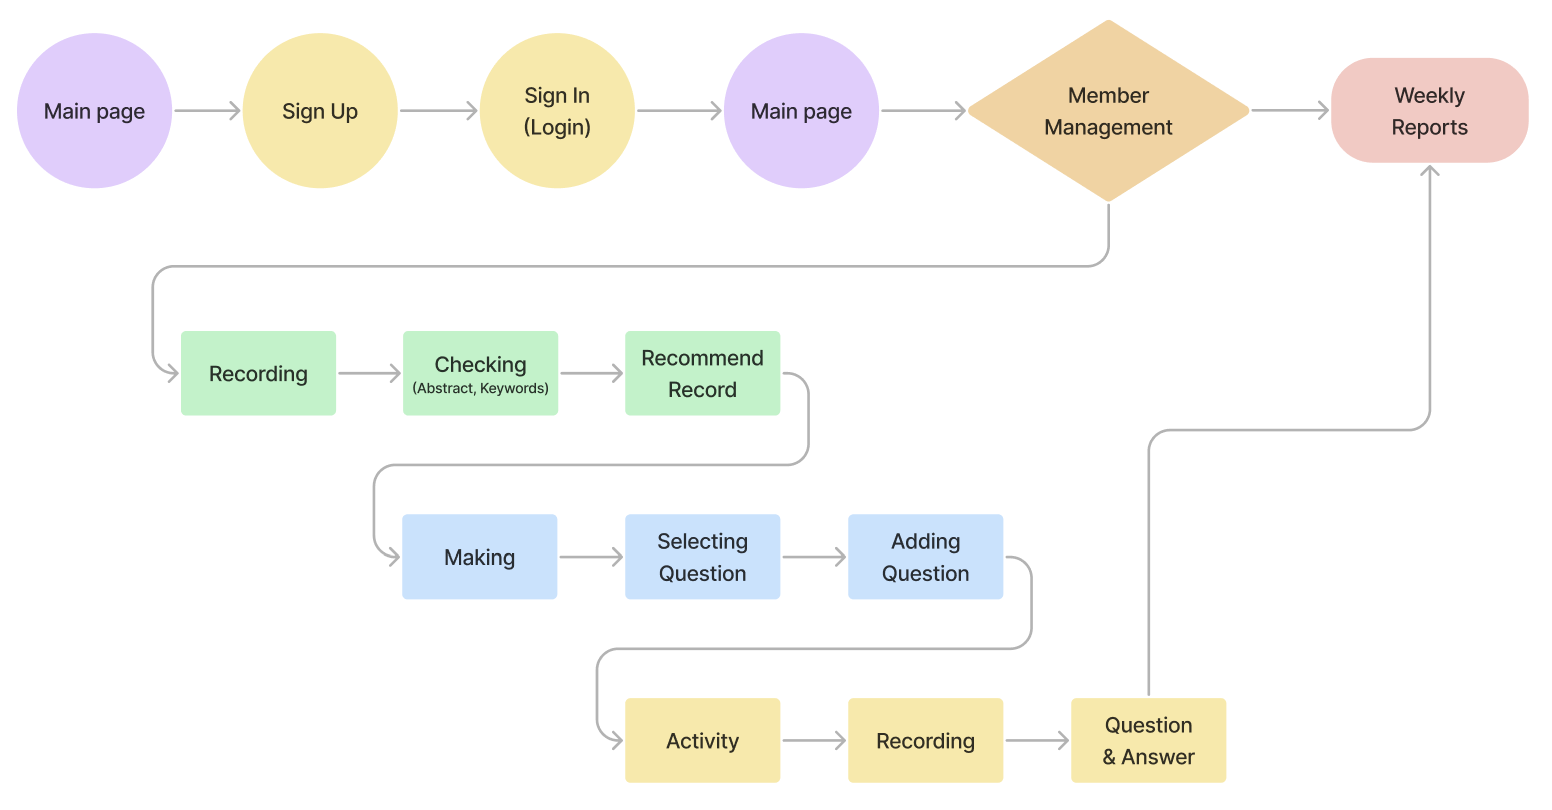 Main page
Sign Up
Sign In
(Login)
Main page
Member
Management
Weekly
Reports
Recording
Checking
(Abstract, Keywords)
Recommend
Record
Making
Selecting
Question
Adding
Question
Activity
Recording
Question
& Answer